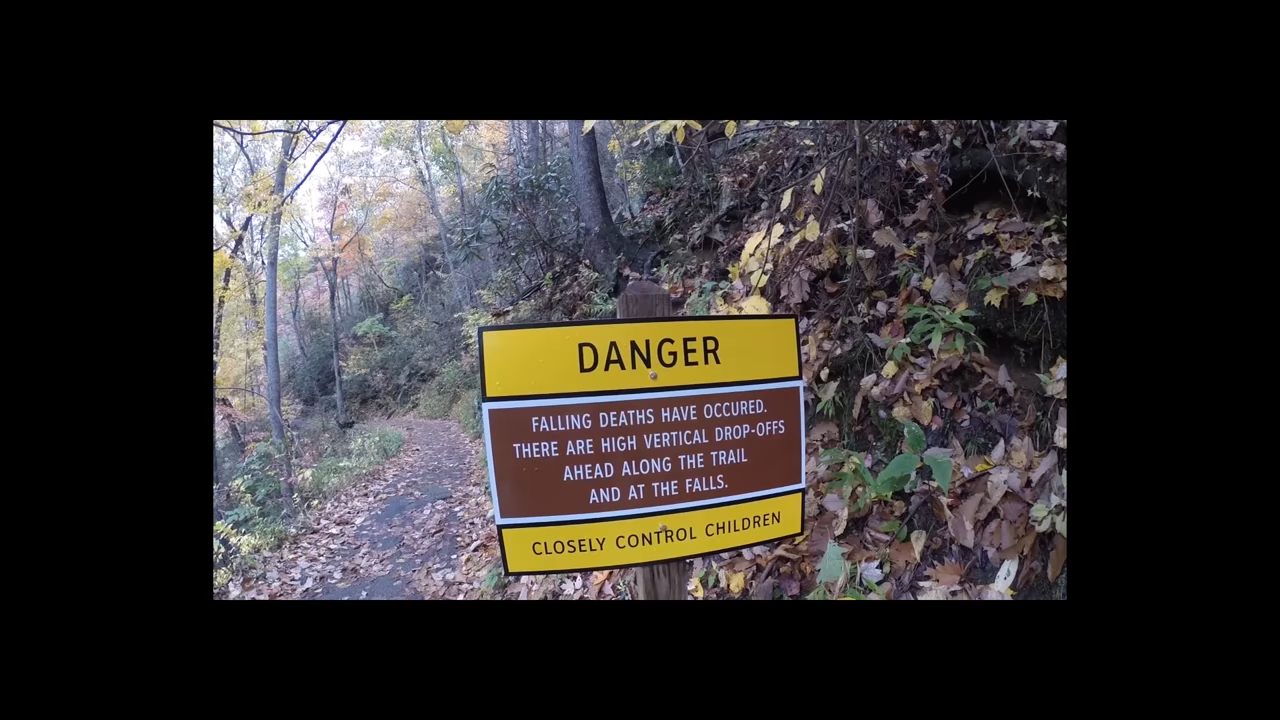 DANGER
FALLING DEATHS HAVE OCCURED.
THERE ARE HIGH VERTICAL DROP-OFFS
AHEAD ALONG THE TRAIL
AND AT THE FALLS.
CLOSELY CONTROL CHILDREN